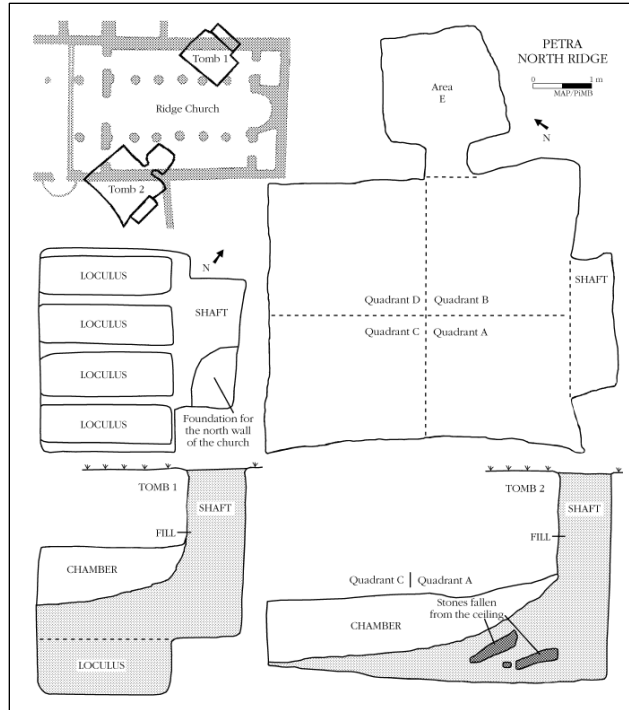 PETRA
NORTH RIDGE
0 1 m
MAP/PiMB
N
Tomb 1
Ridge Church
Tomb 2
Area
E
N
LOCULUS
LOCULUS
LOCULUS
LOCULUS
SHAFT
Foundation for
the north wall
of the church
Quadrant D
Quadrant B
Quadrant C
Quadrant A
SHAFT
TOMB 1
SHAFT
FILL
CHAMBER
LOCULUS
TOMB 2
SHAFT
FILL
Quadrant C | Quadrant A
Stones fallen
from the ceiling
CHAMBER